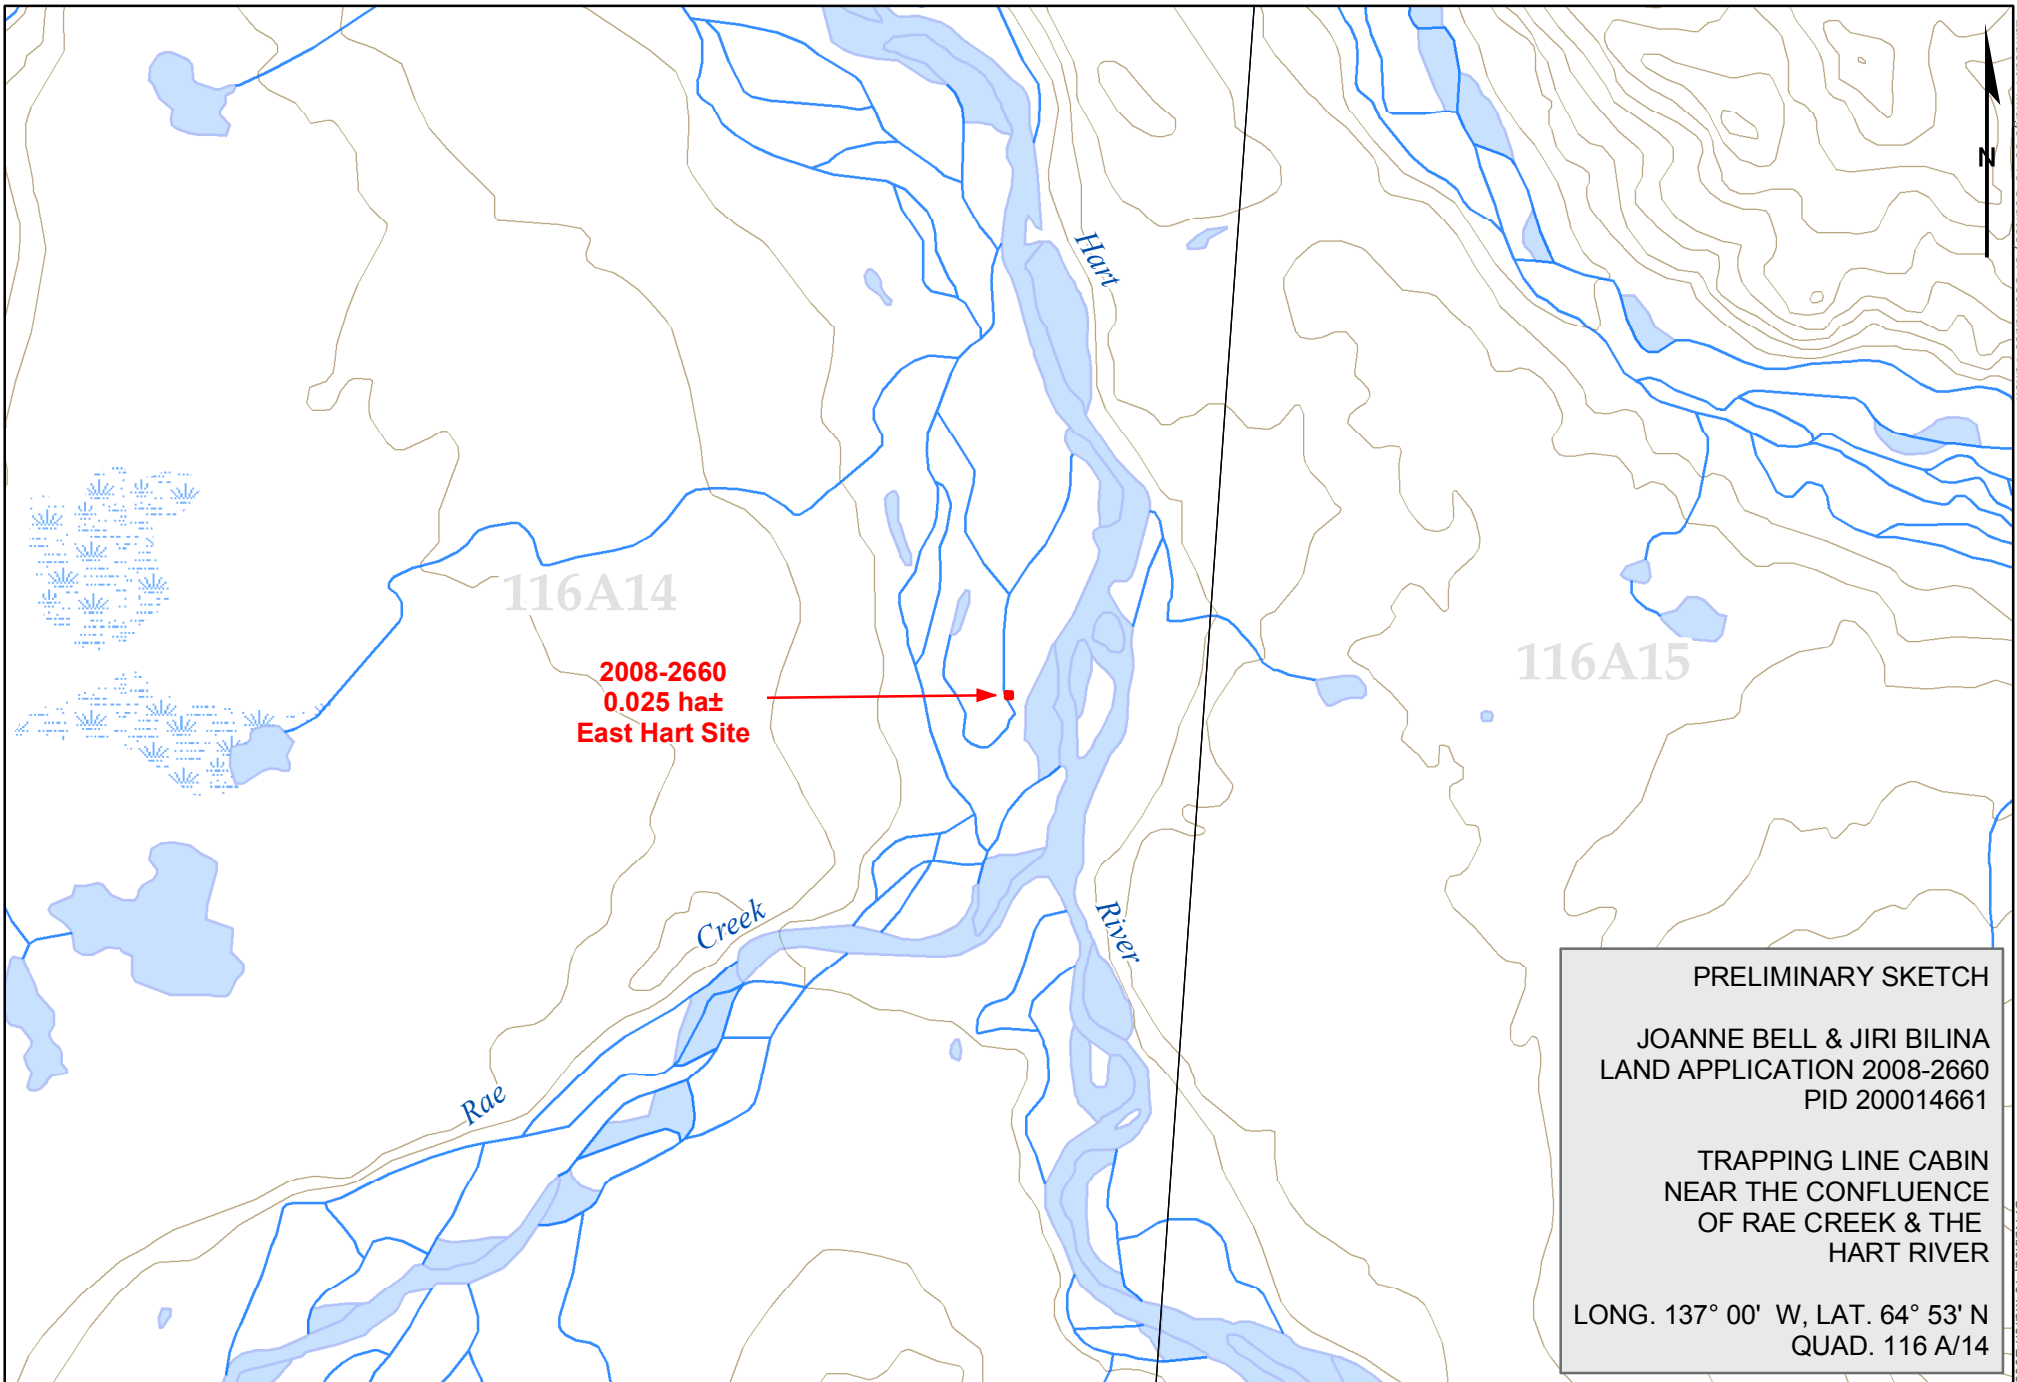 N
Hart
116A14
116A15
2008-2660
0.025 ha±
East Hart Site
Creek
River
Rae
PRELIMINARY SKETCH
JOANNE BELL & JIRI BILINA
LAND APPLICATION 2008-2660
PID 200014661
TRAPPING LINE CABIN
NEAR THE CONFLUENCE
OF RAE CREEK & THE
HART RIVER
LONG. 137° 00' W, LAT. 64° 53' N
QUAD. 116 A/14